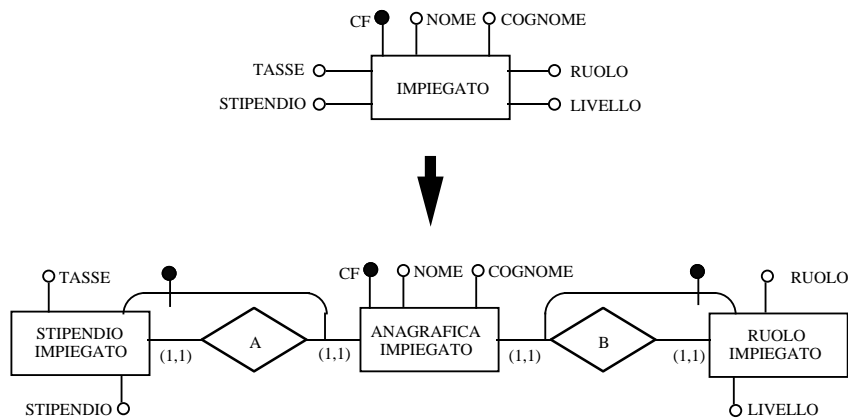 CF NOME COGNOME
TASSE IMPIEGATO RUOLO
STIPENDIO LIVELLO
TASSE CF NOME COGNOME RUOLO
STIPENDIO IMPIEGATO A ANAGRAFICA IMPIEGATO B RUOLO IMPIEGATO
(1,1) (1,1) (1,1) (1,1)
STIPENDIO LIVELLO